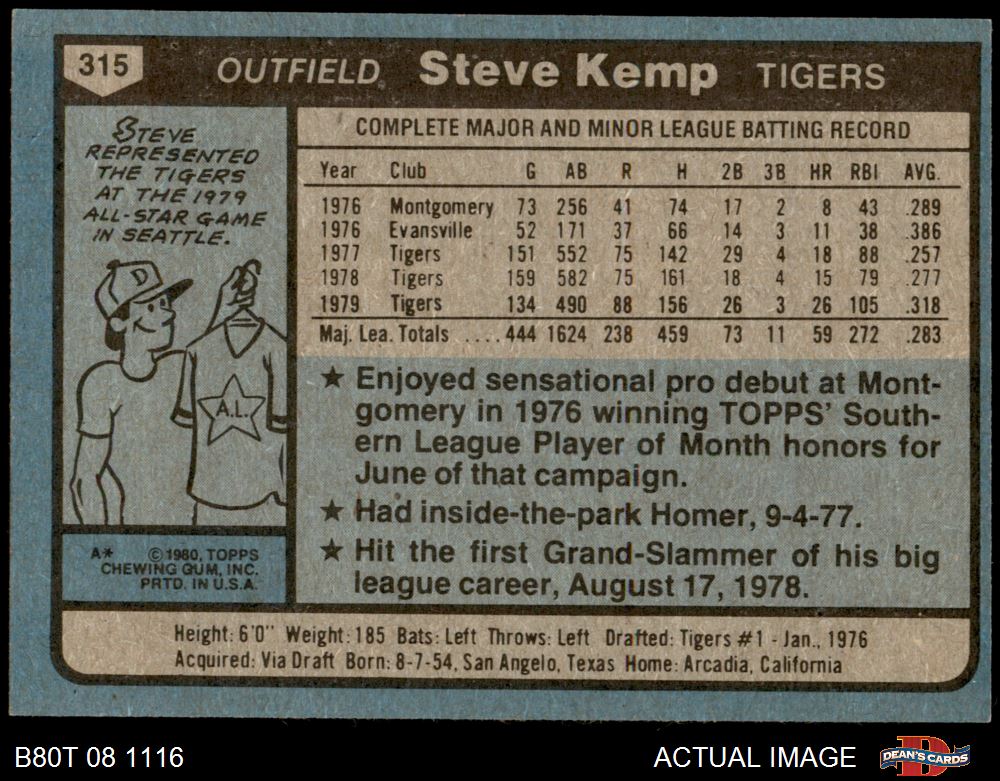 315 OUTFIELD Steve Kemp TIGERS
STEVE
REPRESENTED
THE TIGERS
AT THE 1979
ALL-STAR GAME
IN SEATTLE.
D
A.L.
A* © 1980, TOPPS
CHEWING GUM, INC.
PRTD. IN U.S.A.
COMPLETE MAJOR AND MINOR LEAGUE BATTING RECORD
Year Club G AB R H 2B 3B HR RBI AVG.
1976 Montgomery 73 256 41 74 17 2 8 43 .289
1976 Evansville 52 171 37 66 14 3 11 38 .386
1977 Tigers 151 552 75 142 29 4 18 88 .257
1978 Tigers 159 582 75 161 18 4 15 79 .277
1979 Tigers 134 490 88 156 26 3 26 105 .318
Maj. Lea. Totals .... 444 1624 238 459 73 11 59 272 .283
★ Enjoyed sensational pro debut at Mont-
gomery in 1976 winning TOPPS' South-
ern League Player of Month honors for
June of that campaign.
★ Had inside-the-park Homer, 9-4-77.
★ Hit the first Grand-Slammer of his big
league career, August 17, 1978.
Height: 6'0" Weight: 185 Bats: Left Throws: Left Drafted: Tigers #1 - Jan., 1976
Acquired: Via Draft Born: 8-7-54, San Angelo, Texas Home: Arcadia, California
B80T 08 1116 ACTUAL IMAGE DEAN'S CARDS